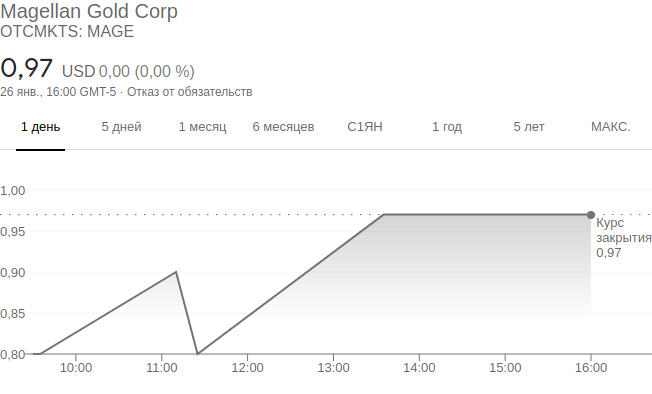 Magellan Gold Corp
OTCMKTS: MAGE
0,97 USD 0,00 (0,00 %)
26 янв., 16:00 GMT-5 · Отказ от обязательств
1 день 5 дней 1 месяц 6 месяцев С1ЯН 1 год 5 лет МАКС.
1,00
0,95
0,90
0,85
0,80
Курс
закрытия
0,97
10:00 11:00 12:00 13:00 14:00 15:00 16:00